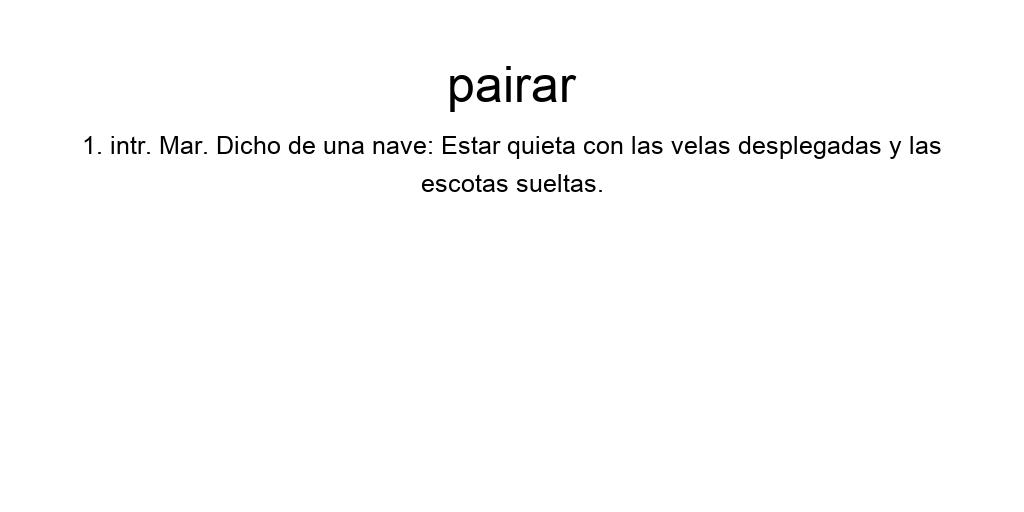 pairar
1. intr. Mar. Dicho de una nave: Estar quieta con las velas desplegadas y las
escotas sueltas.